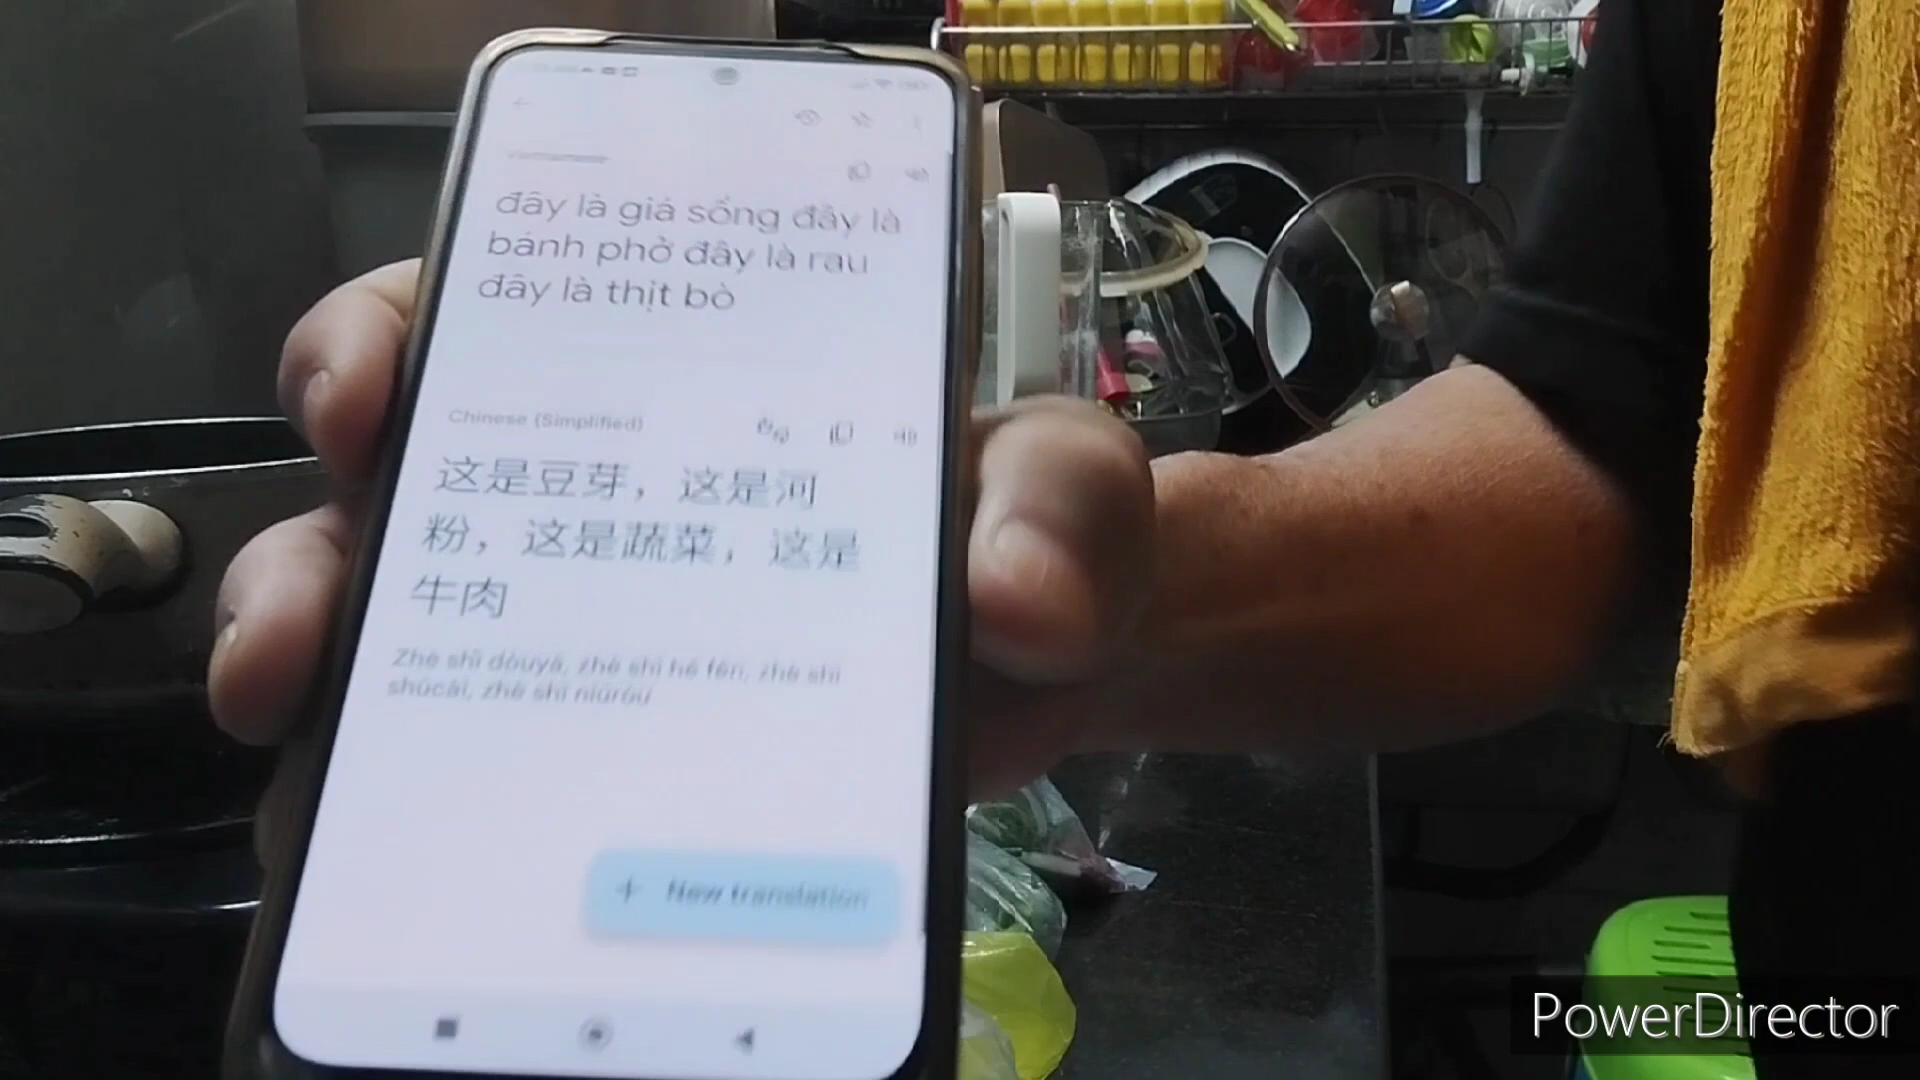 Vietnamese
đây là giá sống đây là
bánh phở đây là rau
đây là thịt bò
Chinese (Simplified)
这是豆芽，这是河
粉，这是蔬菜，这是
牛肉
Zhè shì dòuyá, zhè shì hé fěn, zhè shì
shūcài, zhè shì niúròu
+ New translation
PowerDirector